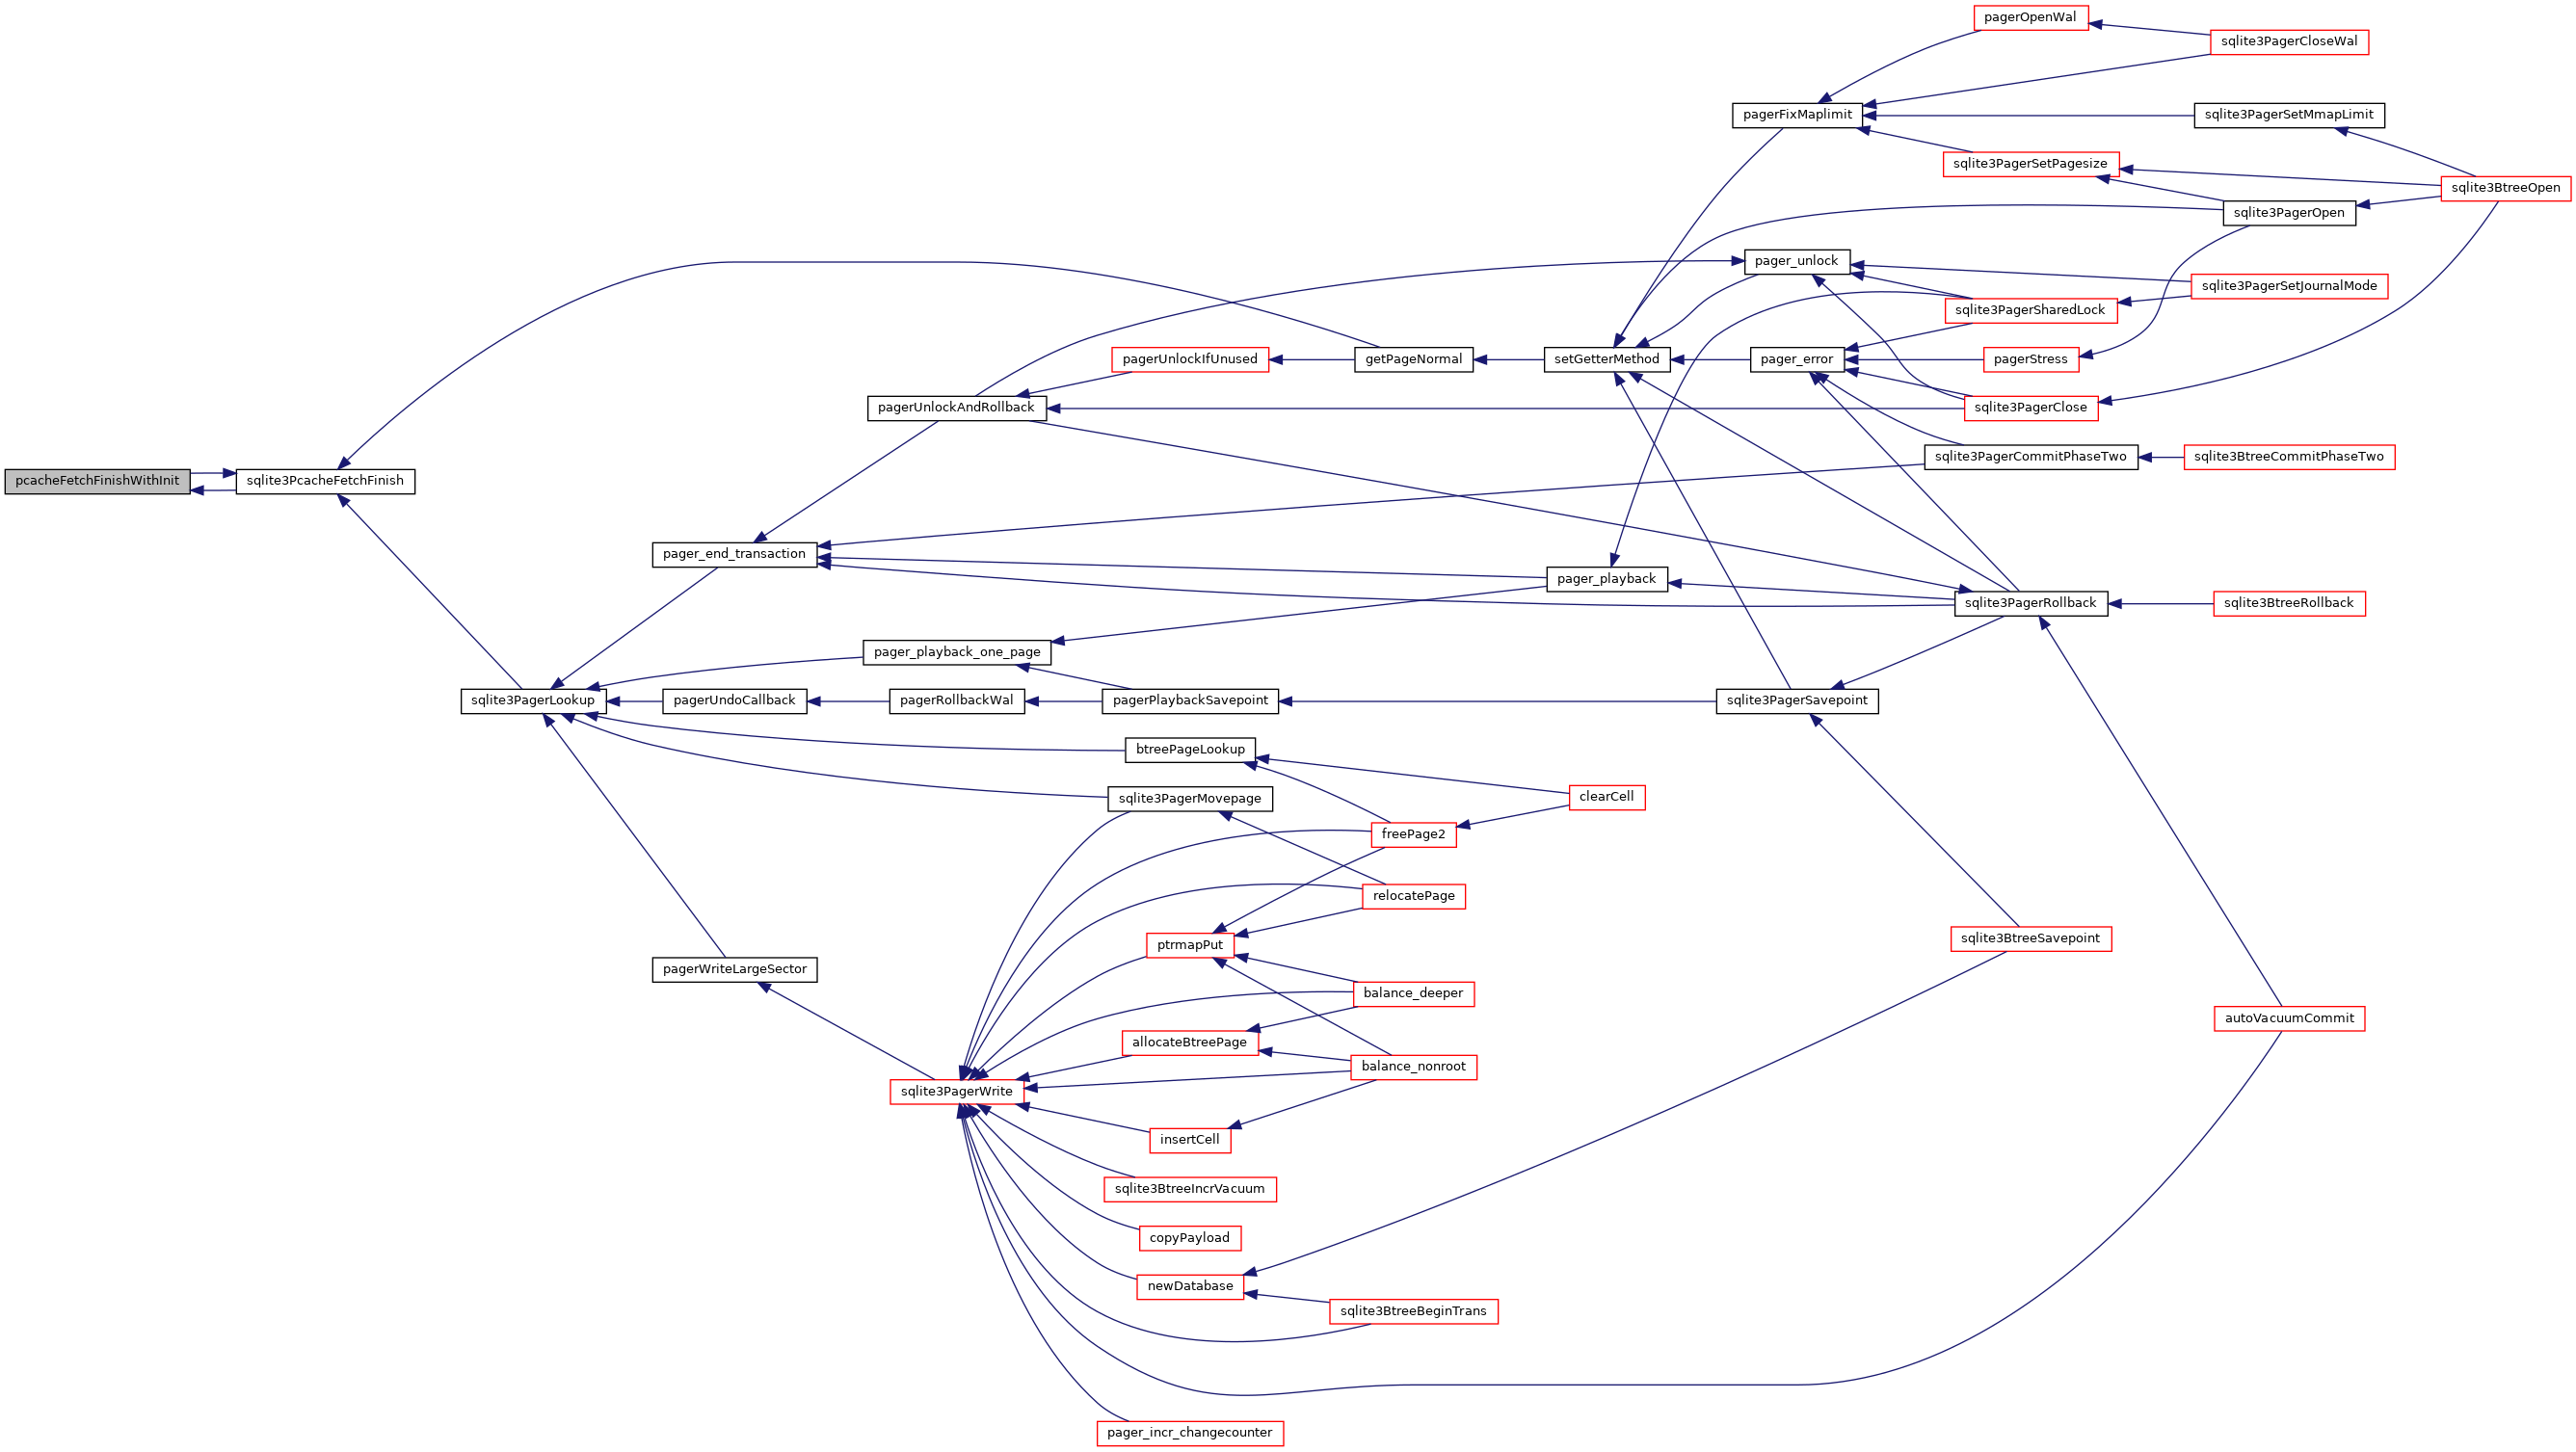 pagerOpenWal
sqlite3PagerCloseWal
pagerFixMaplimit
sqlite3PagerSetMmapLimit
sqlite3PagerSetPagesize
sqlite3BtreeOpen
sqlite3PagerOpen
pager_unlock
sqlite3PagerSetJournalMode
sqlite3PagerSharedLock
pagerUnlockIfUnused
getPageNormal
setGetterMethod
pager_error
pagerStress
pagerUnlockAndRollback
sqlite3PagerClose
sqlite3PagerCommitPhaseTwo
sqlite3BtreeCommitPhaseTwo
pcacheFetchFinishWithInit
sqlite3PcacheFetchFinish
pager_end_transaction
pager_playback
sqlite3PagerRollback
sqlite3BtreeRollback
pager_playback_one_page
sqlite3PagerLookup
pagerUndoCallback
pagerRollbackWal
pagerPlaybackSavepoint
sqlite3PagerSavepoint
btreePageLookup
sqlite3PagerMovepage
clearCell
freePage2
relocatePage
ptrmapPut
sqlite3BtreeSavepoint
pagerWriteLargeSector
balance_deeper
autoVacuumCommit
allocateBtreePage
balance_nonroot
sqlite3PagerWrite
insertCell
sqlite3BtreeIncrVacuum
copyPayload
newDatabase
sqlite3BtreeBeginTrans
pager_incr_changecounter